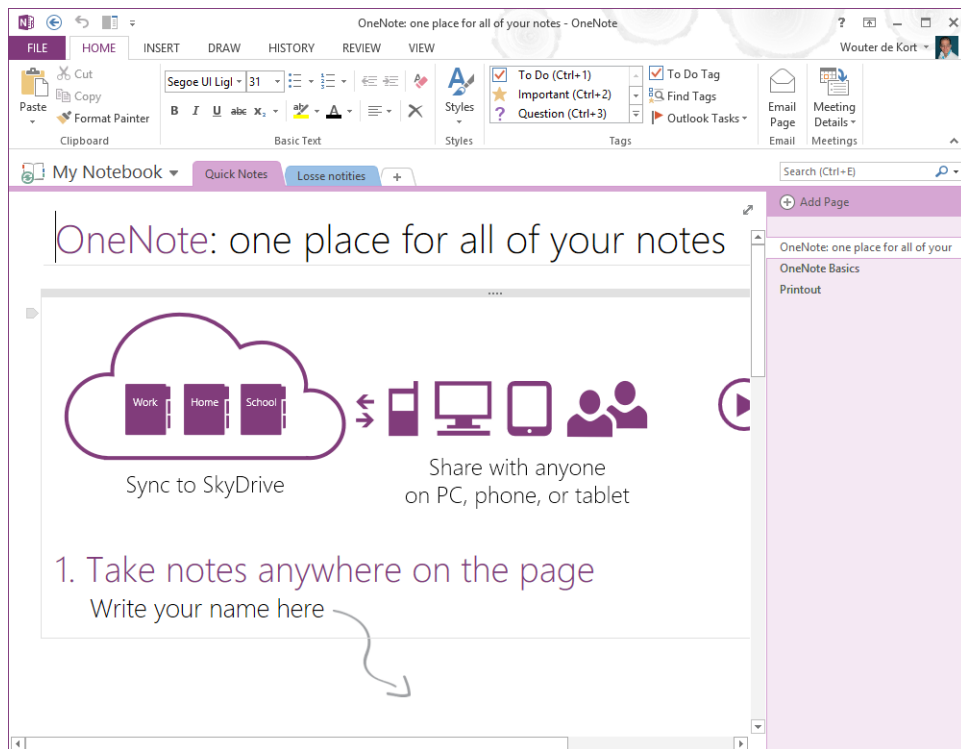 OneNote: one place for all of your notes - OneNote
?
FILE HOME INSERT DRAW HISTORY REVIEW VIEW
Wouter de Kort
Paste
Cut
Copy
Format Painter
Clipboard
Segoe UI Ligl 31
B I U abc X₂ ab A
Basic Text
A
Styles
Styles
To Do (Ctrl+1)
Important (Ctrl+2)
? Question (Ctrl+3)
To Do Tag
Find Tags
Outlook Tasks
Tags
Email
Page
Email
Meeting
Details
Meetings
My Notebook
Quick Notes
Losse notities
+
Search (Ctrl+E)
Add Page
OneNote: one place for all of your
OneNote Basics
Printout
OneNote: one place for all of your notes
Work Home School
Sync to SkyDrive
Share with anyone
on PC, phone, or tablet
1. Take notes anywhere on the page
Write your name here